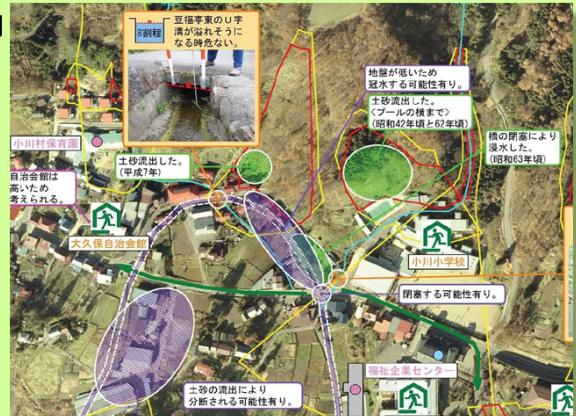 8割程
豆福亭東のU字
溝が溢れそうに
なる時危ない。
地盤が低いため
冠水する可能性有り。
土砂流出した。
<プールの横まで>
(昭和42年頃と62年頃)
橋の閉塞により
浸水した。
(昭和63年頃)
小川村保育園
土砂流出した。
(平成7年)
自治会館は
高いため
考えられる。
大久保自治会館
小川小学校
閉塞する可能性有り。
土砂の流出により
分断される可能性有り。
福祉企業センター